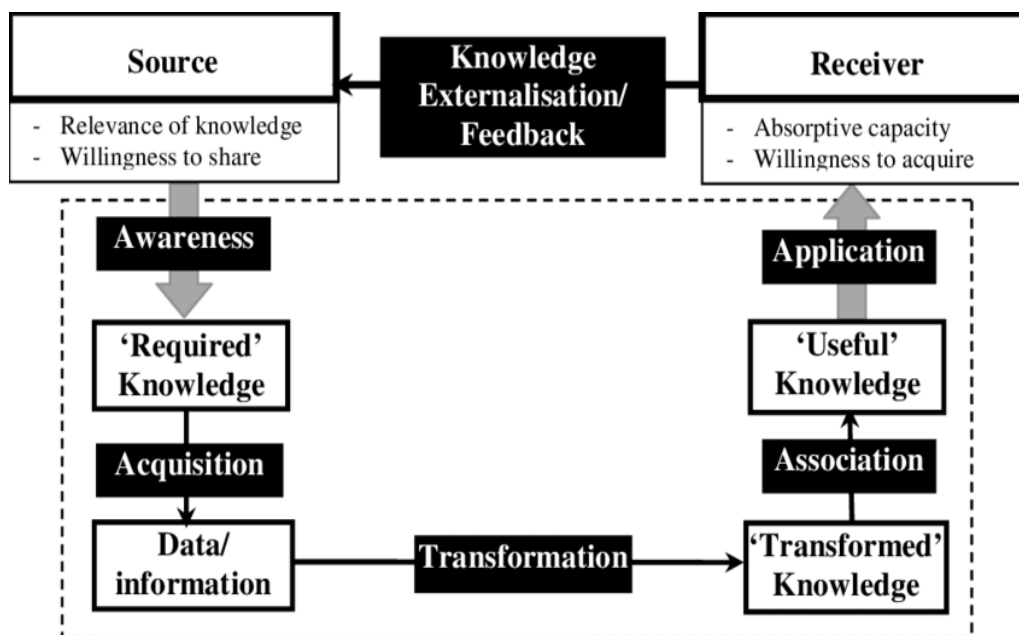 Source
- Relevance of knowledge
- Willingness to share
Knowledge
Externalisation/
Feedback
Receiver
- Absorptive capacity
- Willingness to acquire
Awareness
Application
‘Required’
Knowledge
‘Useful’
Knowledge
Acquisition
Association
Data/
information
Transformation
‘Transformed’
Knowledge